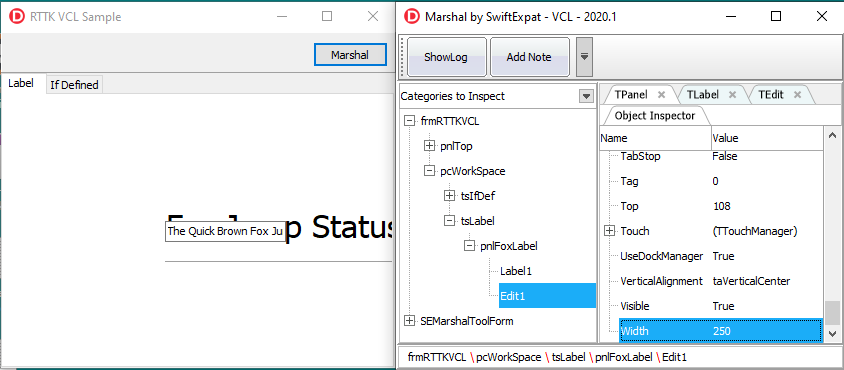 RTTK VCL Sample
Marshal
Label
If Defined
p Status
The Quick Brown Fox Ju
Marshal by SwiftExpat - VCL - 2020.1
ShowLog
Add Note
Categories to Inspect
frmRTTKVCL
pnlTop
pcWorkSpace
tsIfDef
tsLabel
pnlFoxLabel
Label1
Edit1
SEMarshalToolForm
TPanel
TLabel
TEdit
Object Inspector
Name Value
TabStop False
Tag 0
Top 108
Touch (TTouchManager)
UseDockManager True
VerticalAlignment taVerticalCenter
Visible True
Width 250
frmRTTKVCL \ pcWorkSpace \ tsLabel \ pnlFoxLabel \ Edit1